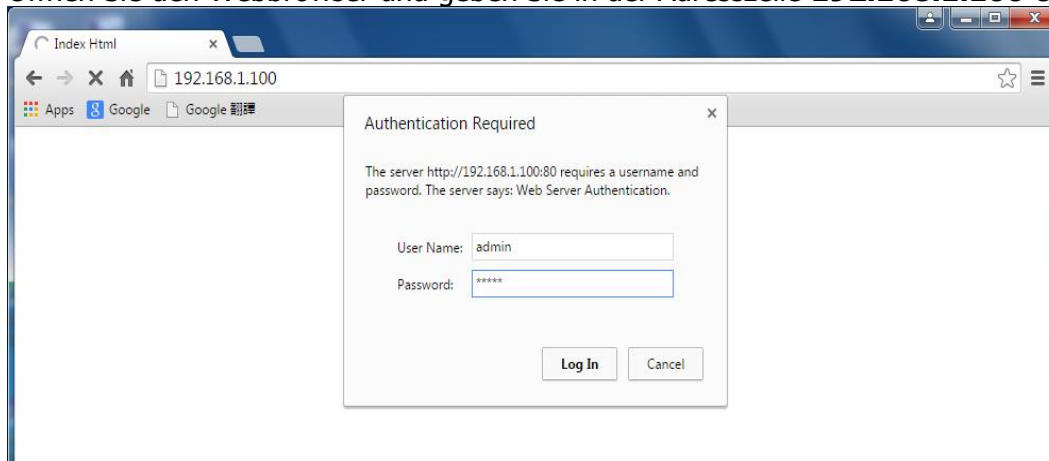 Öffnen Sie den Webbrowser und geben Sie in der Adresszeile 192.168.1.100
Index Html
192.168.1.100
Apps Google Google 翻譯
Authentication Required
The server http://192.168.1.100:80 requires a username and
password. The server says: Web Server Authentication.
User Name: admin
Password: *****
Log In Cancel